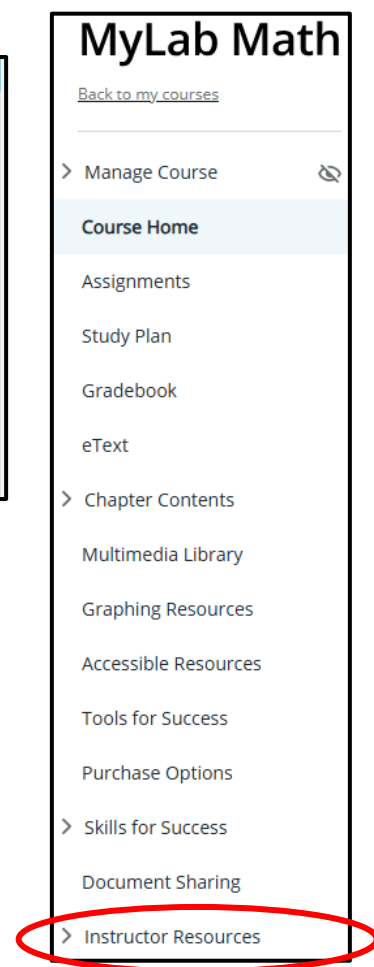 MyLab Math
Back to my courses
Manage Course
Course Home
Assignments
Study Plan
Gradebook
eText
Chapter Contents
Multimedia Library
Graphing Resources
Accessible Resources
Tools for Success
Purchase Options
Skills for Success
Document Sharing
Instructor Resources